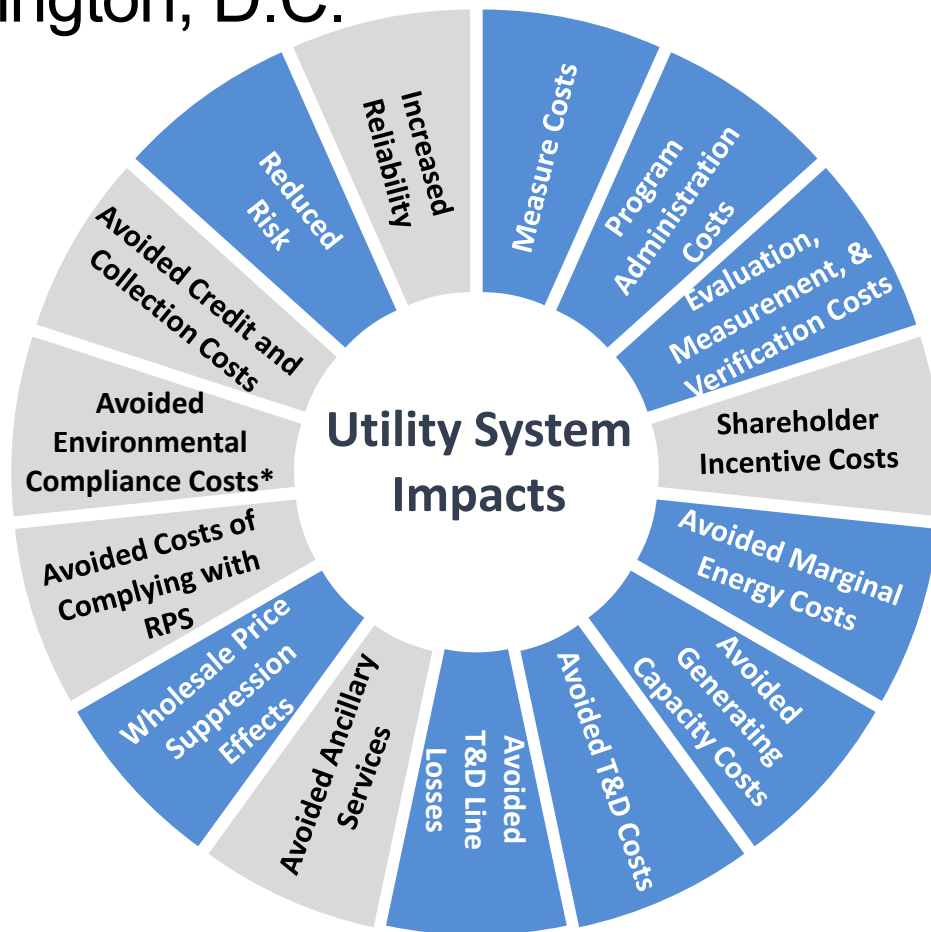 ington, D.C.
Measure Costs
Program
Administration
Costs
Evaluation,
Measurement, &
Verification Costs
Shareholder
Incentive Costs
Avoided Marginal
Energy Costs
Avoided
Generating
Capacity Costs
Avoided T&D Costs
Avoided
T&D Line
Losses
Avoided Ancillary
Services
Wholesale Price
Suppression
Effects
Avoided Costs of
Complying with
RPS
Avoided
Environmental
Compliance Costs*
Avoided Credit and
Collection Costs
Reduced
Risk
Increased
Reliability
Utility System
Impacts